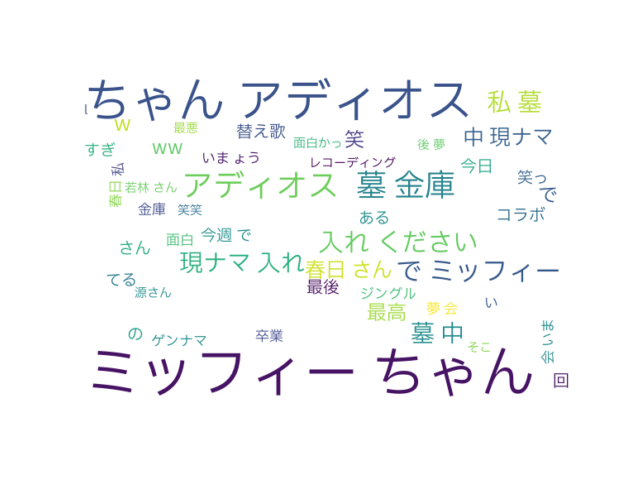 ちゃん アディオス
私 墓
l
w
最悪
替え歌
面白かっ
笑
後 夢
中 現ナマ
すぎ
ww
いま ょう
レコーディング
今日
笑っ
私
春日
若林 さん
アディオス
墓 金庫
で
金庫
笑笑
ある
コラボ
さん
面白
今週 で
入れ ください
てる
現ナマ 入れ
春日 さん
で ミッフィー
源さん
最後
ジングル
最高
夢 会
い
の
ゲンナマ
卒業
墓 中
そこ
会 いま
ミッフィー ちゃん
回